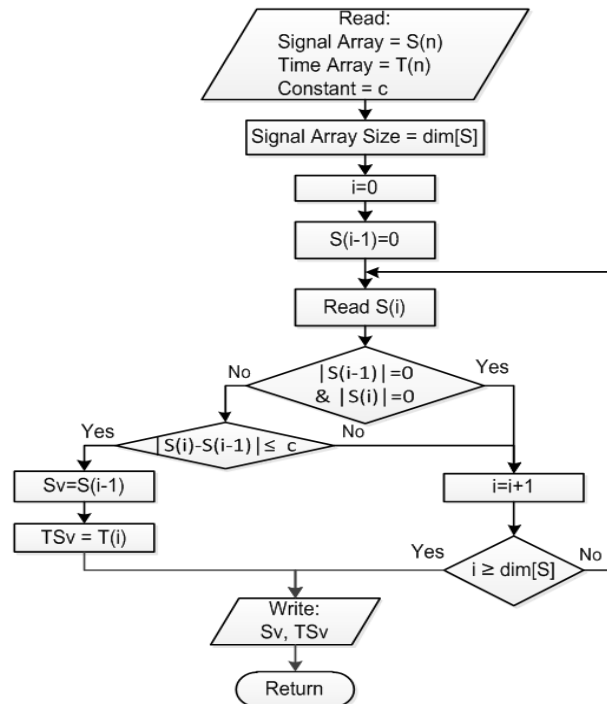 Read:
Signal Array = S(n)
Time Array = T(n)
Constant = c
Signal Array Size = dim[S]
i=0
S(i-1)=0
Read S(i)
No
|S(i-1)|=0
& |S(i)|=0
Yes
Yes
|S(i)-S(i-1)|≤ c
No
Sv=S(i-1)
i=i+1
TSv = T(i)
Yes
i ≥ dim[S]
No
Write:
Sv, TSv
Return